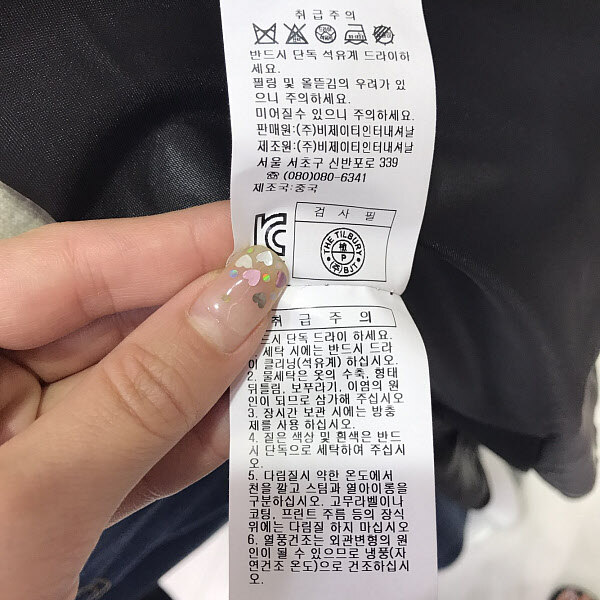 취급주의
반드시 단독 석유계 드라이하
세요.
필링 및 올뜯김의 우려가 있
으니 주의하세요.
미어질수 있으니 주의하세요.
판매원:(주)비제이티인터내셔날
제조원:(주)비제이티인터내셔날
서울 서초구 신반포로 339
☎ (080)080-6341
제조국:중국
검 사 필
THE TILBURY
P
(주)BJT
취 급 주 의
드시 단독 드라이 하세요.
1. 세탁 시에는 반드시 드라
이 클리닝(석유계) 하십시오.
2. 물세탁은 옷의 수축, 형태
뒤틀림, 보푸라기, 이염의 원
인이 되므로 삼가해 주십시오
3. 장시간 보관 시에는 방충
제를 사용 하십시오.
4. 짙은 색상 및 흰색은 반드
시 단독으로 세탁하여 주십시
오.
5. 다림질시 약한 온도에서
천을 깔고 스팀과 열아이롱을
구분하십시오. 고무리벨이나
코팅, 프린트 주름 등의 장식
위에는 다림질 하지 마십시오
6. 열풍건조는 외관변형의 원
인이 될 수 있으므로 냉풍(자
연건조 온도)으로 건조하십시
오.